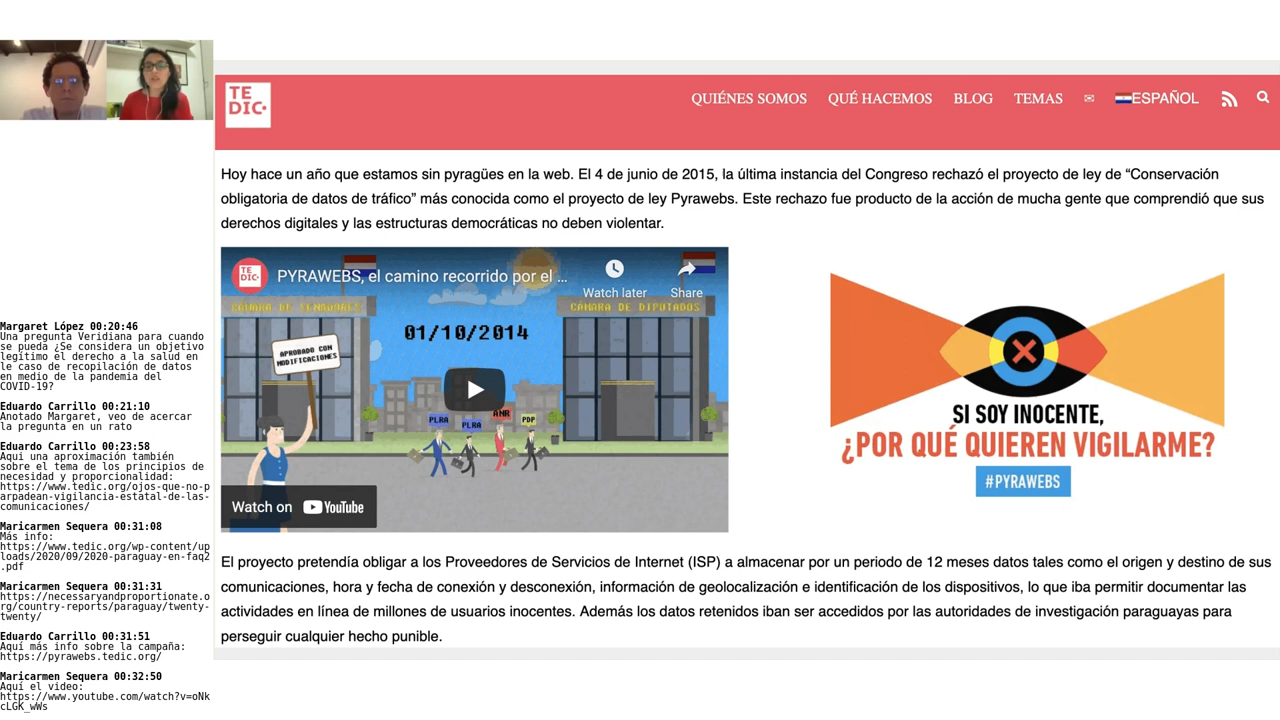 TE
DIC
QUIÉNES SOMOS QUÉ HACEMOS BLOG TEMAS ESPAÑOL
Hoy hace un año que estamos sin pyragües en la web. El 4 de junio de 2015, la última instancia del Congreso rechazó el proyecto de ley de “Conservación
obligatoria de datos de tráfico” más conocida como el proyecto de ley Pyrawebs. Este rechazo fue producto de la acción de mucha gente que comprendió que sus
derechos digitales y las estructuras democráticas no deben violentar.
TE
DIC
PYRAWEBS, el camino recorrido por el ...
Watch later
Share
CÁMARA DE SENADORES
CÁMARA DE DIPUTADOS
01/10/2014
APROBADO CON
MODIFICACIONES
PLRA
PLRA
ANR
PDP
Watch on YouTube
SI SOY INOCENTE,
¿POR QUÉ QUIEREN VIGILARME?
#PYRAWEBS
El proyecto pretendía obligar a los Proveedores de Servicios de Internet (ISP) a almacenar por un periodo de 12 meses datos tales como el origen y destino de sus
comunicaciones, hora y fecha de conexión y desconexión, información de geolocalización e identificación de los dispositivos, lo que iba permitir documentar las
actividades en línea de millones de usuarios inocentes. Además los datos retenidos iban ser accedidos por las autoridades de investigación paraguayas para
perseguir cualquier hecho punible.
Margaret López 00:20:46
Una pregunta Veridiana para cuando
se pueda ¿Se considera un objetivo
legítimo el derecho a la salud en
le caso de recopilación de datos
en medio de la pandemia del
COVID-19?
Eduardo Carrillo 00:21:10
Anotado Margaret, veo de acercar
la pregunta en un rato
Eduardo Carrillo 00:23:58
Aquí una aproximación también
sobre el tema de los principios de
necesidad y proporcionalidad:
https://www.tedic.org/ojos-que-no-p
arpadean-vigilancia-estatal-de-las-
comunicaciones/
Maricarmen Sequera 00:31:08
Más info:
https://www.tedic.org/wp-content/up
loads/2020/09/2020-paraguay-en-faq2
.pdf
Maricarmen Sequera 00:31:31
https://necessaryandproportionate.o
rg/country-reports/paraguay/twenty-
twenty/
Eduardo Carrillo 00:31:51
Aquí más info sobre la campaña:
https://pyrawebs.tedic.org/
Maricarmen Sequera 00:32:50
Aquí el video:
https://www.youtube.com/watch?v=oNk
cLGK_wWs